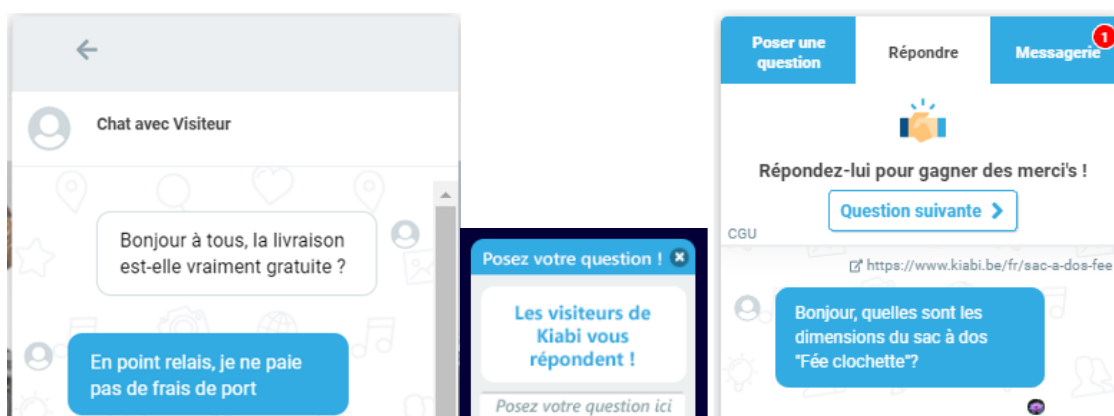 Chat avec Visiteur
Bonjour à tous, la livraison
est-elle vraiment gratuite ?
En point relais, je ne paie
pas de frais de port
Posez votre question !
Les visiteurs de
Kiabi vous
répondent !
Posez votre question ici
Poser une
question
Répondre
Messagerie
1
Répondez-lui pour gagner des merci's !
Question suivante
CGU
https://www.kiabi.be/fr/sac-a-dos-fee
Bonjour, quelles sont les
dimensions du sac à dos
"Fée clochette"?